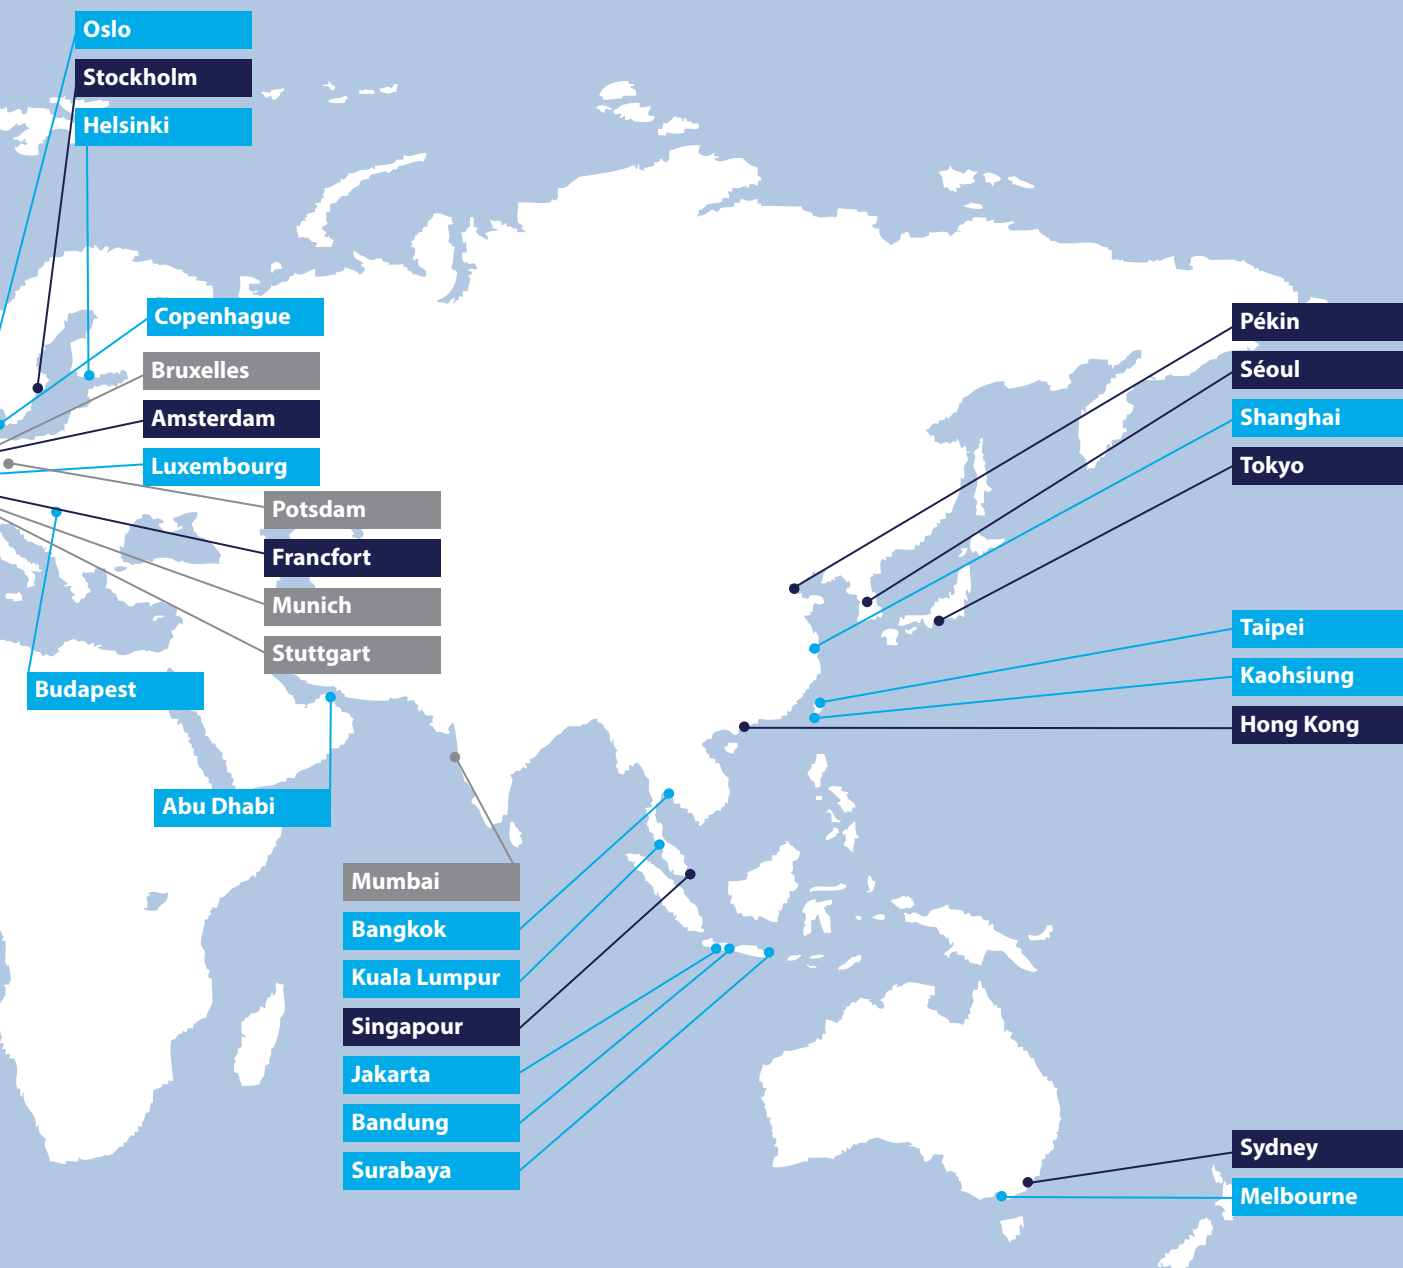 Oslo
Stockholm
Helsinki
Copenhague
Bruxelles
Amsterdam
Luxembourg
Potsdam
Francfort
Munich
Stuttgart
Budapest
Abu Dhabi
Mumbai
Bangkok
Kuala Lumpur
Singapour
Jakarta
Bandung
Surabaya
Pékin
Séoul
Shanghai
Tokyo
Taipei
Kaohsiung
Hong Kong
Sydney
Melbourne